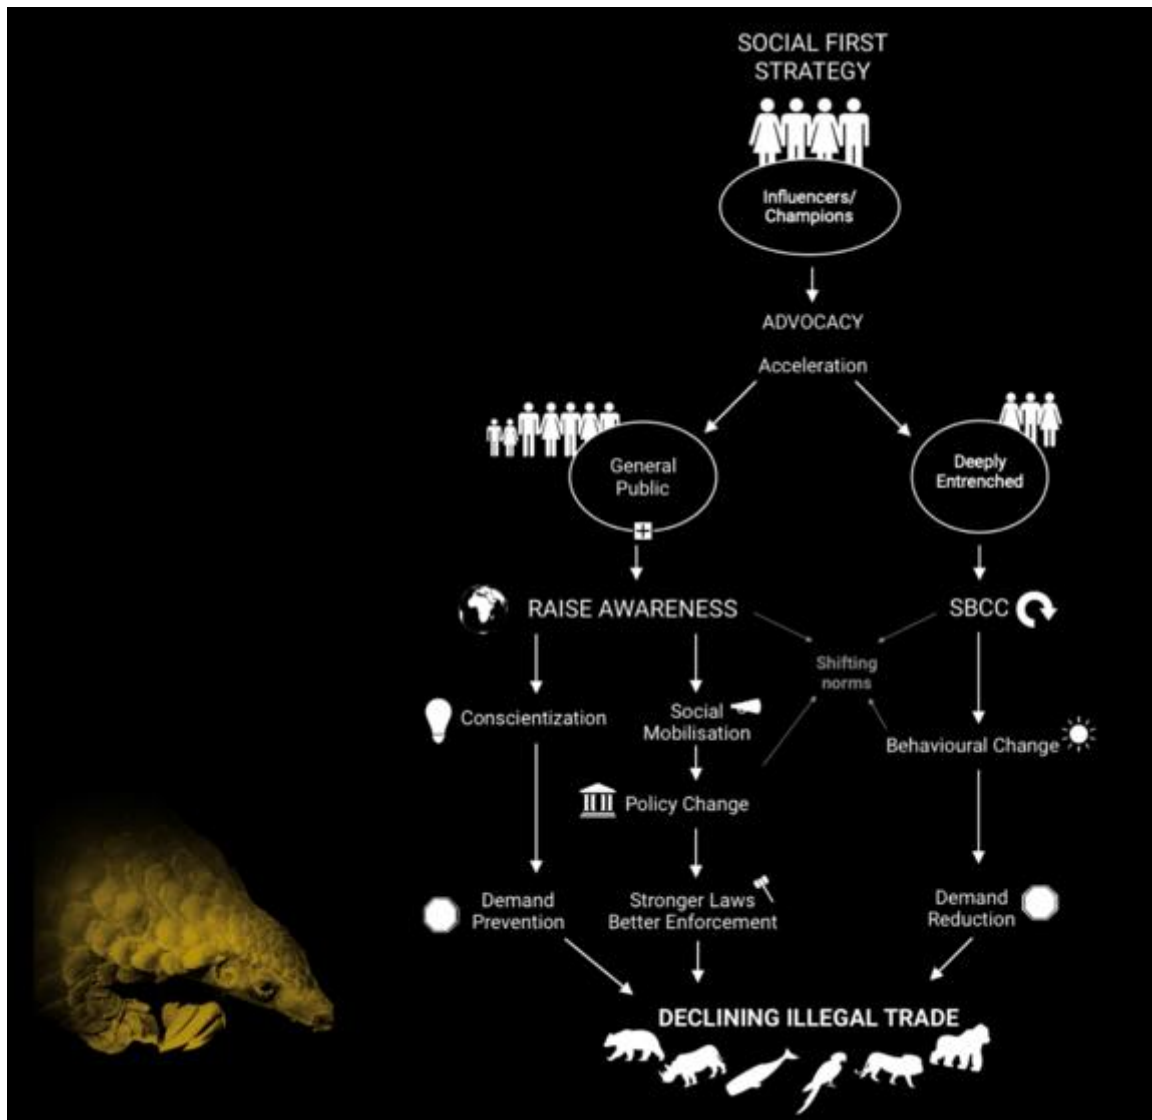 SOCIAL FIRST
STRATEGY
Influencers/
Champions
ADVOCACY
Acceleration
General
Public
Deeply
Entrenched
RAISE AWARENESS
SBCC
Shifting
norms
Conscientization
Social
Mobilisation
Behavioural Change
Policy Change
Demand
Prevention
Stronger Laws
Better Enforcement
Demand
Reduction
DECLINING ILLEGAL TRADE